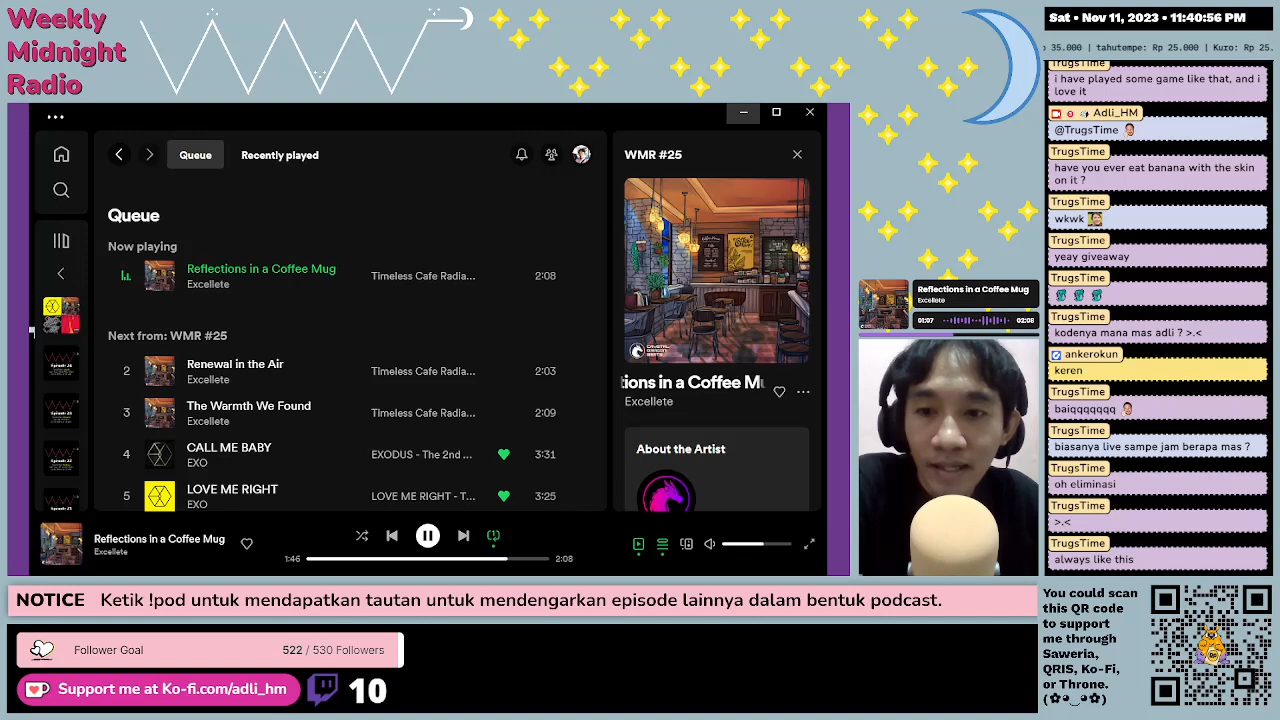 Weekly
Midnight
Radio
Sat • Nov 11, 2023 • 11:40:56 PM
35.000 | tahutempe: Rp 25.000 | Kuro: Rp 25.
TrugsTime
i have played some game like that, and i
love it
Adli_HM
@TrugsTime
TrugsTime
have you ever eat banana with the skin
on it ?
TrugsTime
wkwk
TrugsTime
yeay giveaway
TrugsTime
TrugsTime
kodenya mana mas adli ? >.<
ankerokun
keren
TrugsTime
baiqqqqqqq
TrugsTime
biasanya live sampe jam berapa mas ?
TrugsTime
oh eliminasi
TrugsTime
>.<
TrugsTime
always like this
Queue
Recently played
Queue
Now playing
Reflections in a Coffee Mug
Excellete
Timeless Cafe Radia...
2:08
Next from: WMR #25
2
Renewal in the Air
Excellete
Timeless Cafe Radia...
2:03
3
The Warmth We Found
Excellete
Timeless Cafe Radia...
2:09
4
CALL ME BABY
EXO
EXODUS - The 2nd ...
3:31
5
LOVE ME RIGHT
EXO
LOVE ME RIGHT - T...
3:25
WMR #25
CRYSTAL
DRAGON
BEATS
tions in a Coffee Mu
Excellete
About the Artist
Reflections in a Coffee Mug
Excellete
1:46
2:08
Reflections in a Coffee Mug
Excellete
01:07
02:08
NOTICE Ketik !pod untuk mendapatkan tautan untuk mendengarkan episode lainnya dalam bentuk podcast.
Follower Goal
522 / 530 Followers
Support me at Ko-fi.com/adli_hm
10
You could scan
this QR code
to support
me through
Saweria,
QRIS, Ko-Fi,
or Throne.
(✿◕‿◕✿)